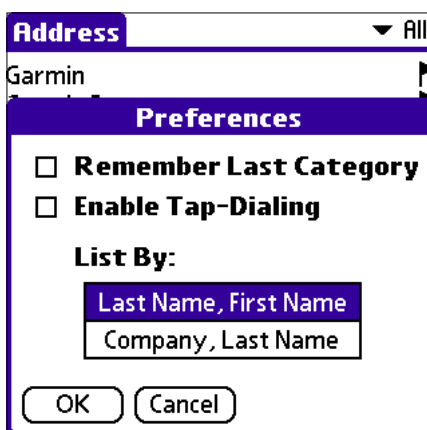 Address
All
Garmin
Preferences
Remember Last Category
Enable Tap-Dialing
List By:
Last Name, First Name
Company, Last Name
OK
Cancel